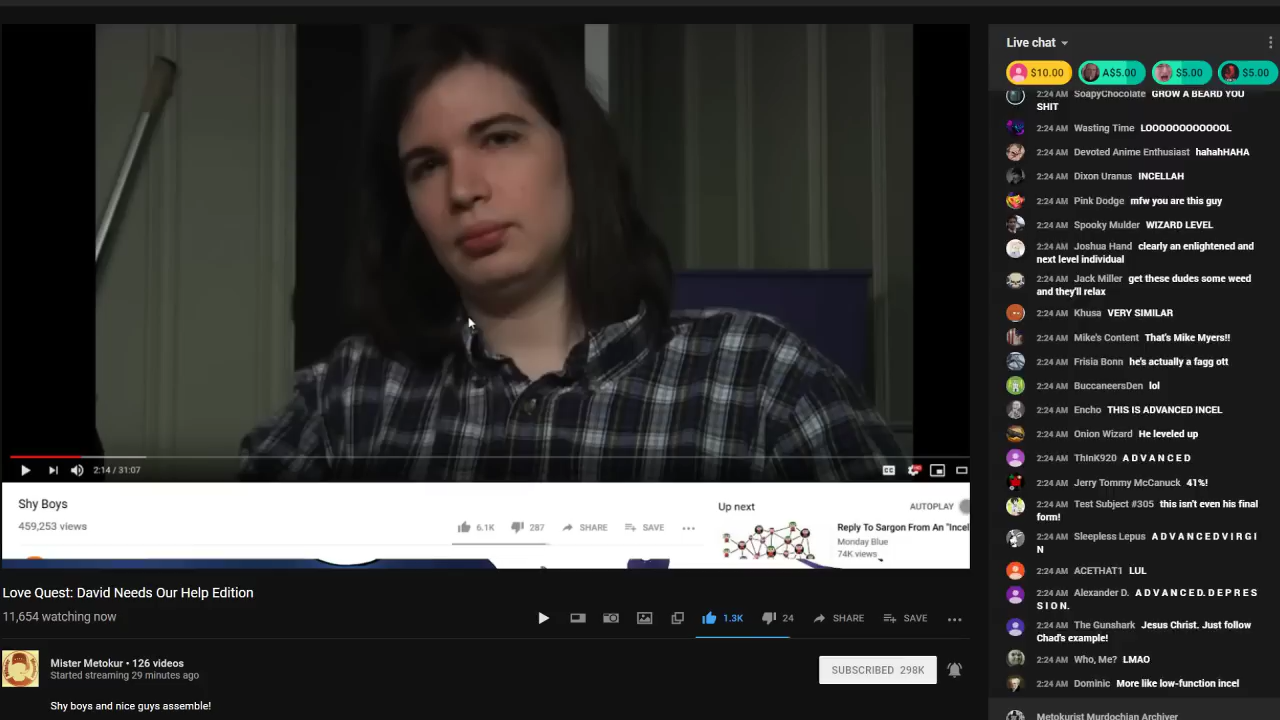 Live chat
$10.00 A$5.00 $5.00 $5.00
SoapyChocolate GROW A BEARD YOU
SHIT
2:24 AM Wasting Time LOOOOOOOOOOOL
2:24 AM Devoted Anime Enthusiast hahahHAHA
2:24 AM Dixon Uranus INCELLAH
2:24 AM Pink Dodge mfw you are this guy
2:24 AM Spooky Mulder WIZARD LEVEL
2:24 AM Joshua Hand clearly an enlightened and
next level individual
2:24 AM Jack Miller get these dudes some weed
and they'll relax
2:24 AM Khusa VERY SIMILAR
2:24 AM Mike's Content That's Mike Myers!!
2:24 AM Frisia Bonn he's actually a fagg ott
2:24 AM BuccaneersDen lol
2:24 AM Encho THIS IS ADVANCED INCEL
2:24 AM Onion Wizard He leveled up
2:24 AM ThInK920 A D V A N C E D
2:24 AM Jerry Tommy McCanuck 41%!
2:24 AM Test Subject #305 this isn't even his final
form!
2:24 AM Sleepless Lepus A D V A N C E D V I R G I
N
2:24 AM ACETHAT1 LUL
2:24 AM Alexander D. A D V A N C E D. D E P R E S
S I O N.
2:24 AM The Gunshark Jesus Christ. Just follow
Chad's example!
2:24 AM Who, Me? LMAO
2:24 AM Dominic More like low-function incel
Metokurist Murdochian Archiver
2:14 / 31:07
CC HD
Shy Boys
459,253 views
6.1K 287 SHARE SAVE
Up next AUTOPLAY
Reply To Sargon From An "Incel
Monday Blue
74K views
Love Quest: David Needs Our Help Edition
11,654 watching now
1.3K 24 SHARE SAVE
Mister Metokur • 126 videos
Started streaming 29 minutes ago
SUBSCRIBED 298K
Shy boys and nice guys assemble!